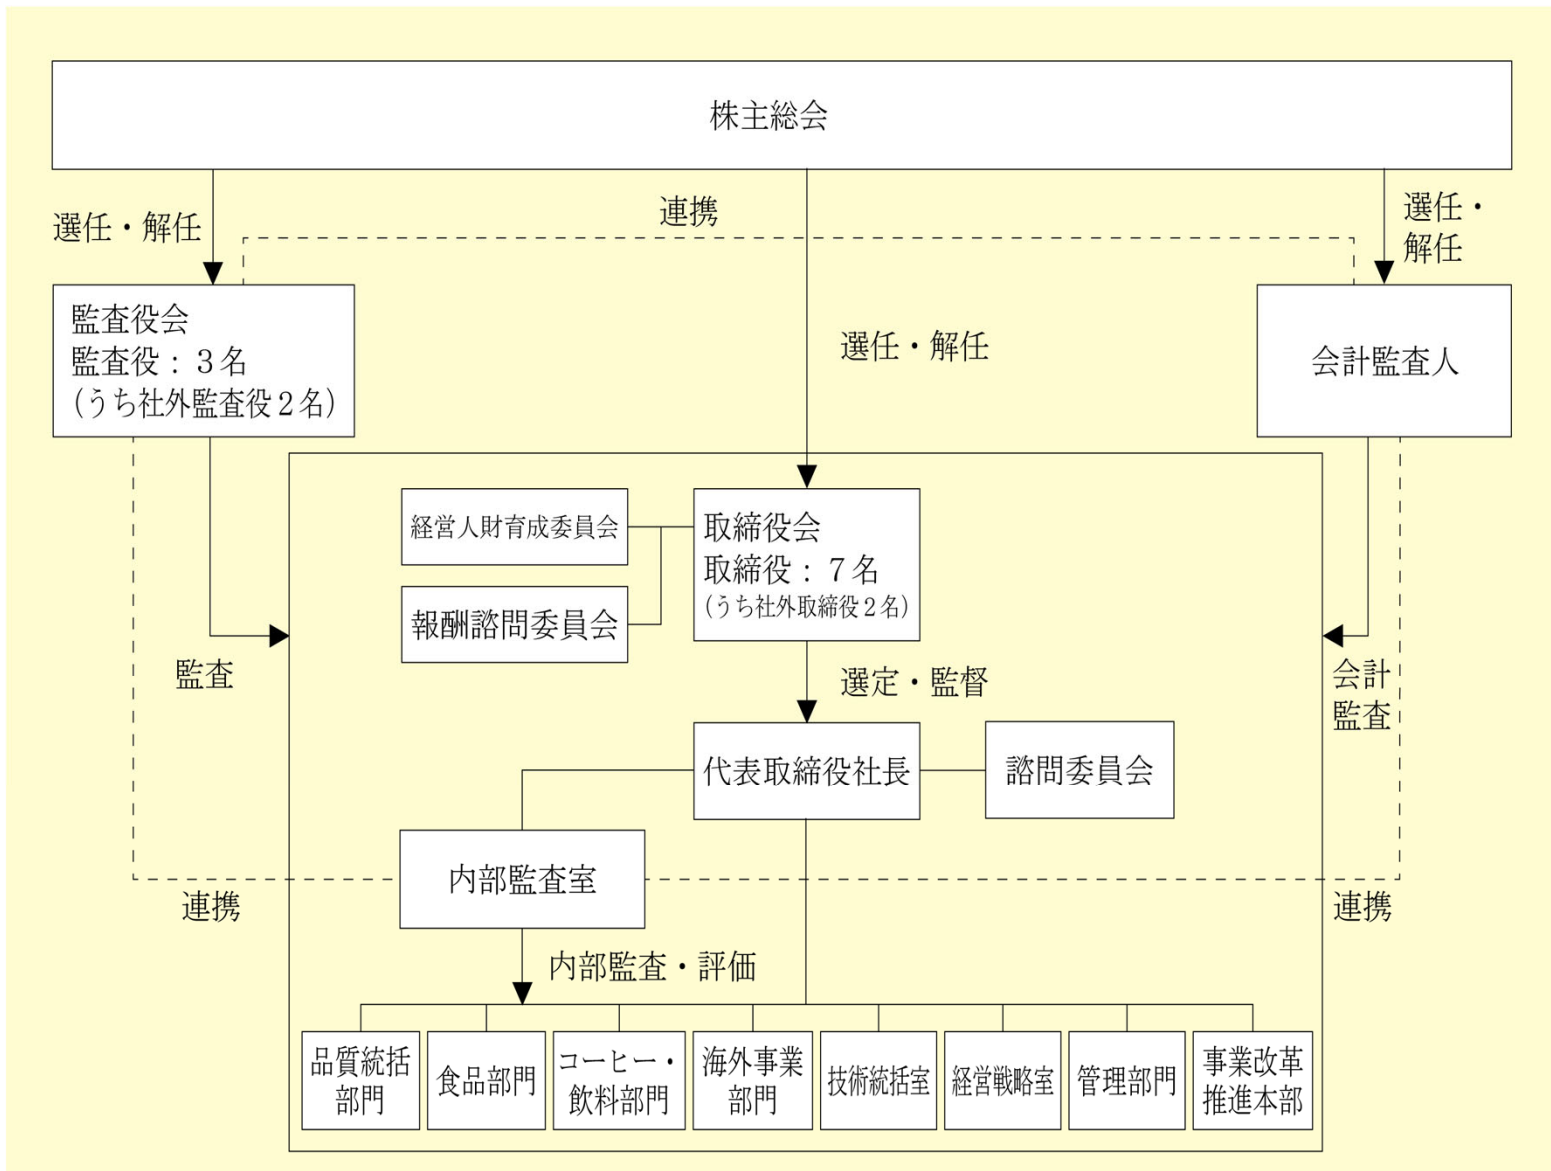 株主総会
選任・解任
連携
選任・
解任
監査役会
監査役：３名
（うち社外監査役２名）
選任・解任
会計監査人
経営人財育成委員会
報酬諮問委員会
取締役会
取締役：７名
（うち社外取締役２名）
監査
選定・監督
会計
監査
代表取締役社長
諮問委員会
内部監査室
連携
連携
内部監査・評価
品質統括
部門
食品部門
コーヒー・
飲料部門
海外事業
部門
技術統括室
経営戦略室
管理部門
事業改革
推進本部